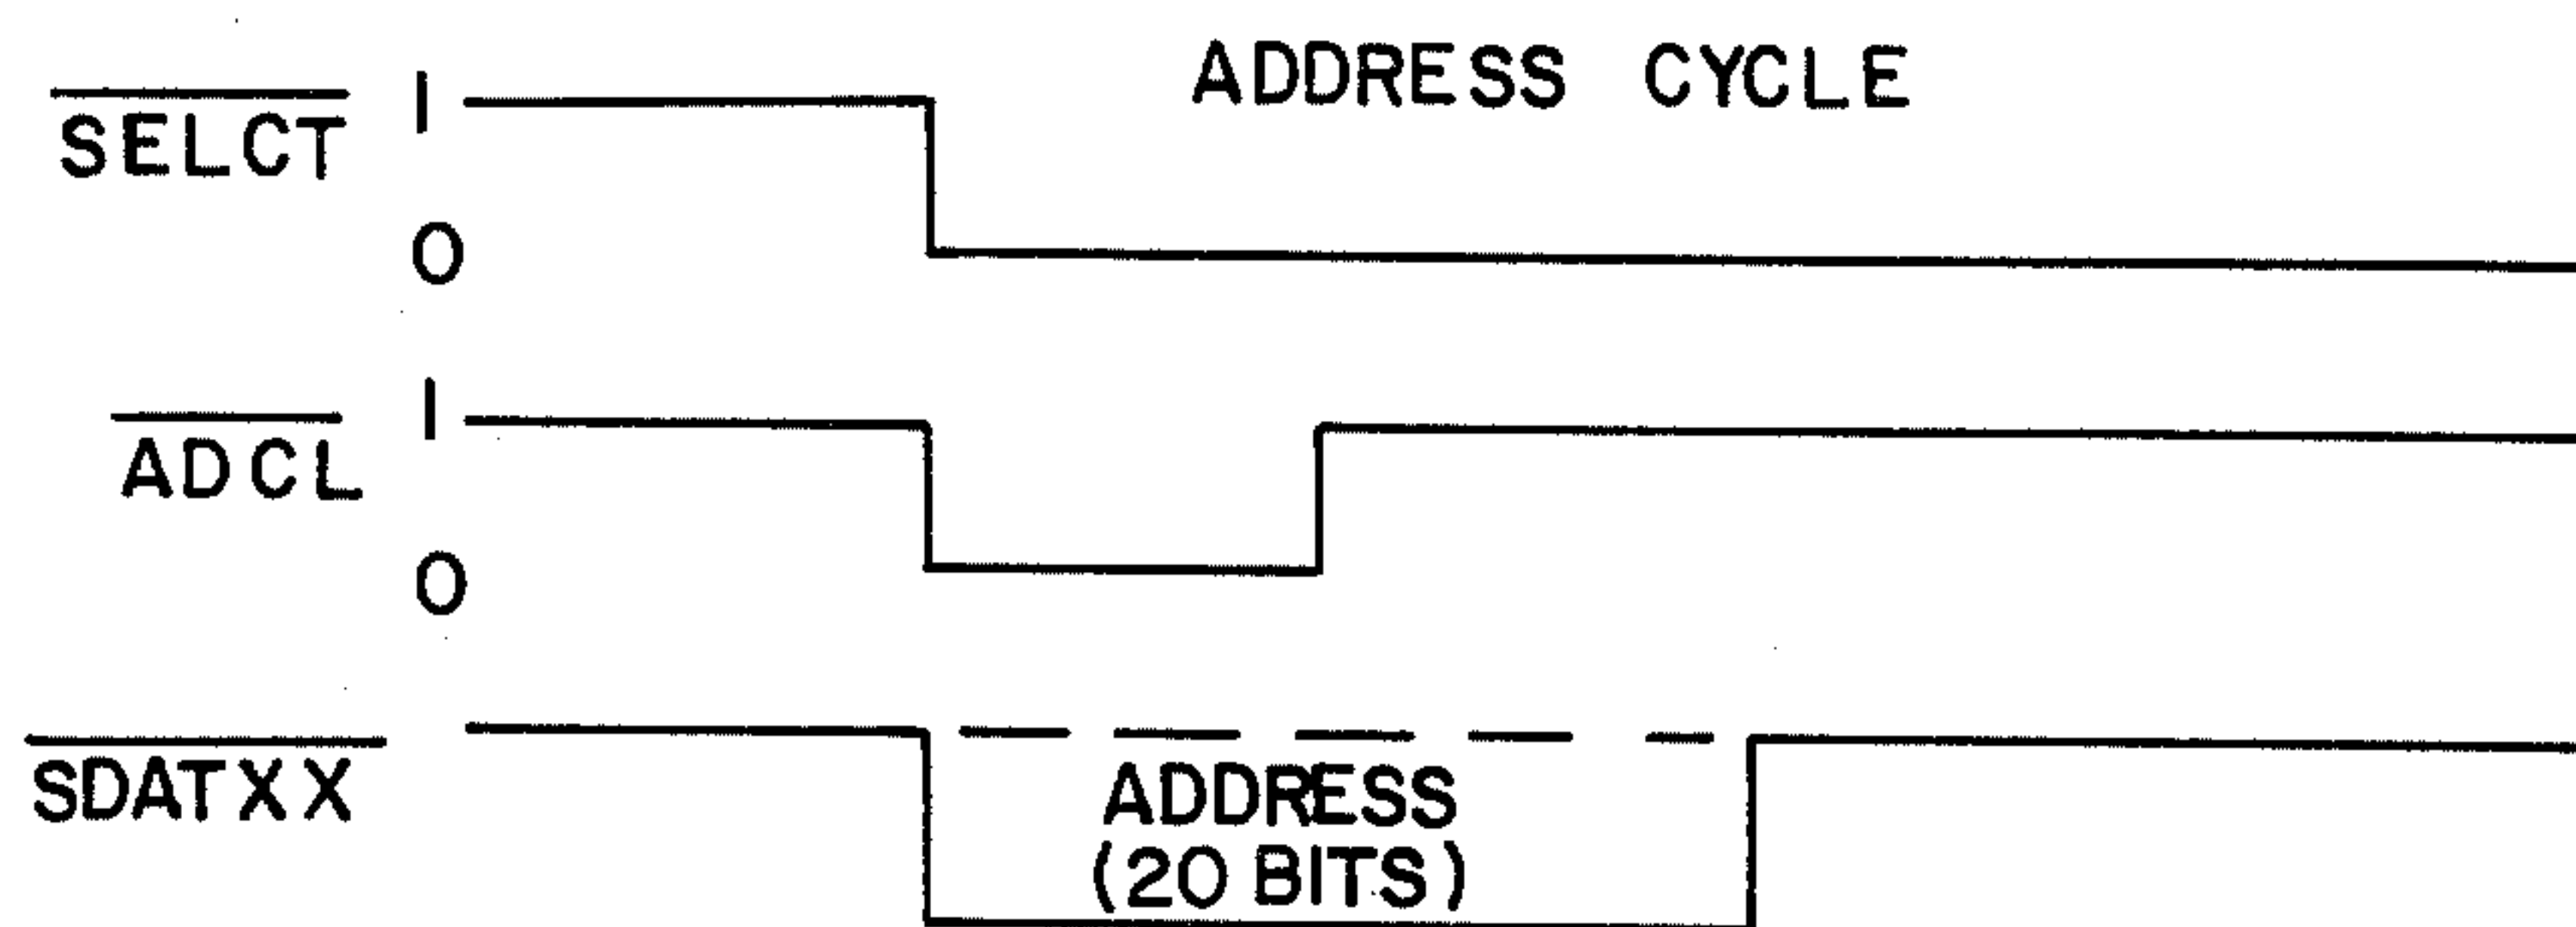 ADDRESS CYCLE
SELCT 1
0
ADCL 1
0
SDATXX
ADDRESS
(20 BITS)